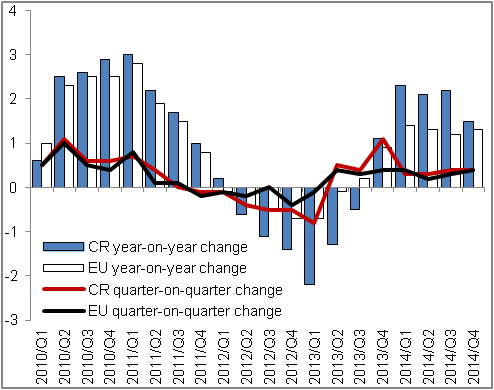 4
3
2
1
0
-1
-2
-3
CR year-on-year change
EU year-on-year change
CR quarter-on-quarter change
EU quarter-on-quarter change
2010/Q1
2010/Q2
2010/Q3
2010/Q4
2011/Q1
2011/Q2
2011/Q3
2011/Q4
2012/Q1
2012/Q2
2012/Q3
2012/Q4
2013/Q1
2013/Q2
2013/Q3
2013/Q4
2014/Q1
2014/Q2
2014/Q3
2014/Q4